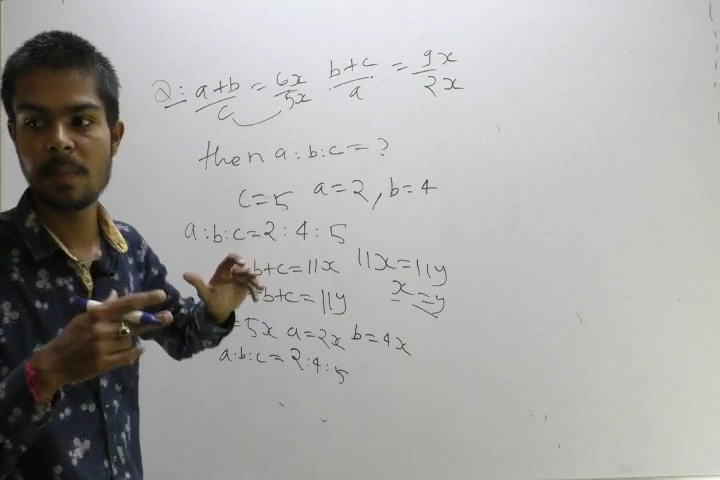 Q: a+b/c = 6x/5x b+c/a = 9x/2x
then a:b:c=?
c=5 a=2, b=4
a:b:c=2:4:5
b+c=11x 11x=11y
b+c=11y x=y
=5x a=2x b=4x
a:b:c=2:4:5